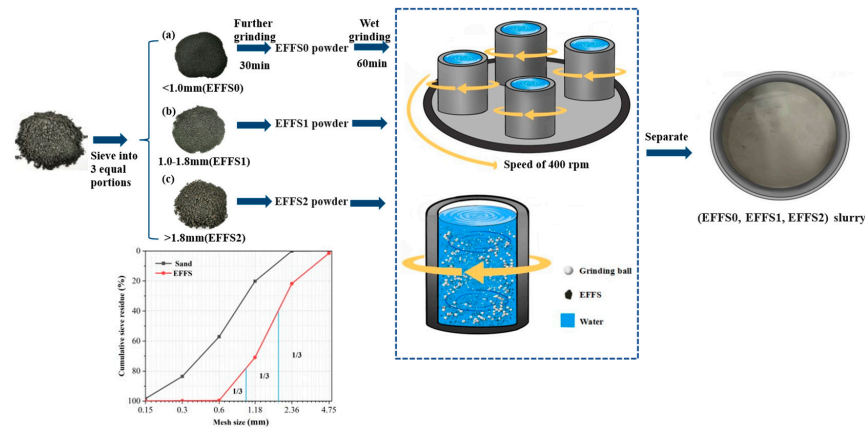 Sieve into
3 equal
portions
(a)
<1.0mm(EFFS0)
(b)
1.0-1.8mm(EFFS1)
(c)
>1.8mm(EFFS2)
Further
grinding
30min
EFFS0 powder
EFFS1 powder
EFFS2 powder
Wet
grinding
60min
Speed of 400 rpm
Grinding ball
EFFS
Water
Separate
(EFFS0, EFFS1, EFFS2) slurry
Cumulative sieve residue (%)
0
20
40
60
80
100
Sand
EFFS
1/3
1/3
1/3
0.15
0.3
0.6
1.18
2.36
4.75
Mesh size (mm)